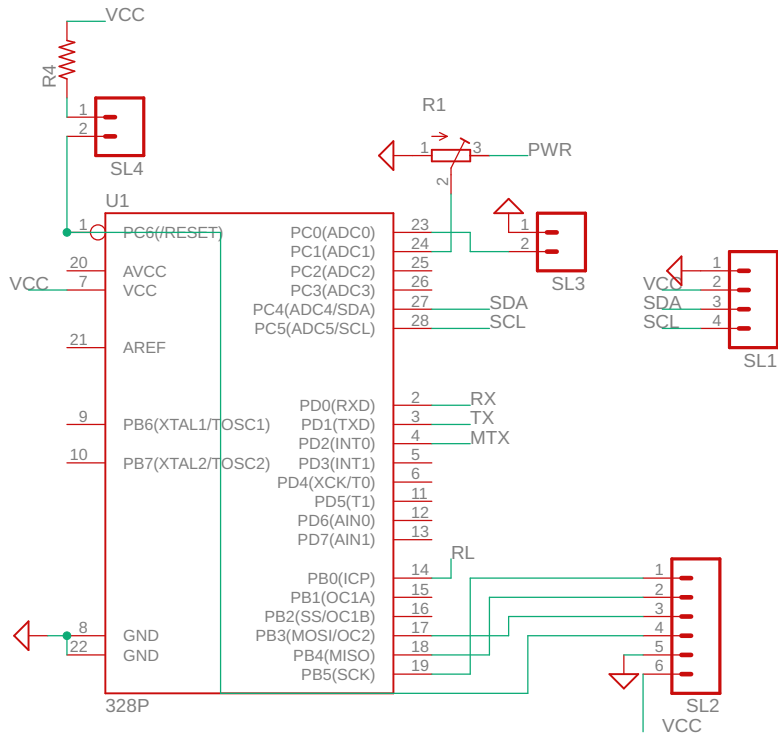 VCC
R4
1
2
SL4
R1
1
3
PWR
2
U1
1
PC6(/RESET)
20
AVCC
VCC
7
VCC
21
AREF
9
PB6(XTAL1/TOSC1)
10
PB7(XTAL2/TOSC2)
8
GND
22
GND
328P
PC0(ADC0)
23
PC1(ADC1)
24
PC2(ADC2)
25
PC3(ADC3)
26
PC4(ADC4/SDA)
27
SDA
PC5(ADC5/SCL)
28
SCL
PD0(RXD)
2
RX
PD1(TXD)
3
TX
PD2(INT0)
4
MTX
PD3(INT1)
5
PD4(XCK/T0)
6
PD5(T1)
11
PD6(AIN0)
12
PD7(AIN1)
13
RL
PB0(ICP)
14
PB1(OC1A)
15
PB2(SS/OC1B)
16
PB3(MOSI/OC2)
17
PB4(MISO)
18
PB5(SCK)
19
1
2
SL3
1
VCC
2
SDA
3
SCL
4
SL1
1
2
3
4
5
6
SL2
VCC